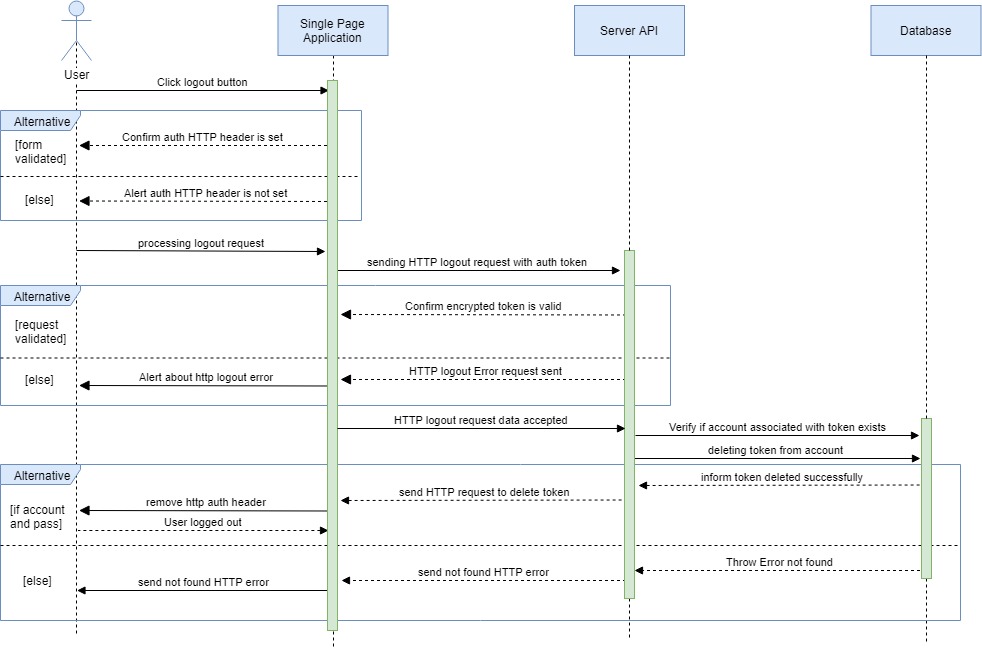 Single Page
Application
Server API
Database
User
Click logout button
Alternative
[form
validated]
Confirm auth HTTP header is set
[else]
Alert auth HTTP header is not set
processing logout request
sending HTTP logout request with auth token
Alternative
[request
validated]
Confirm encrypted token is valid
[else]
Alert about http logout error
HTTP logout Error request sent
HTTP logout request data accepted
Verify if account associated with token exists
deleting token from account
Alternative
[if account
and pass]
inform token deleted successfully
send HTTP request to delete token
remove http auth header
User logged out
[else]
Throw Error not found
send not found HTTP error
send not found HTTP error